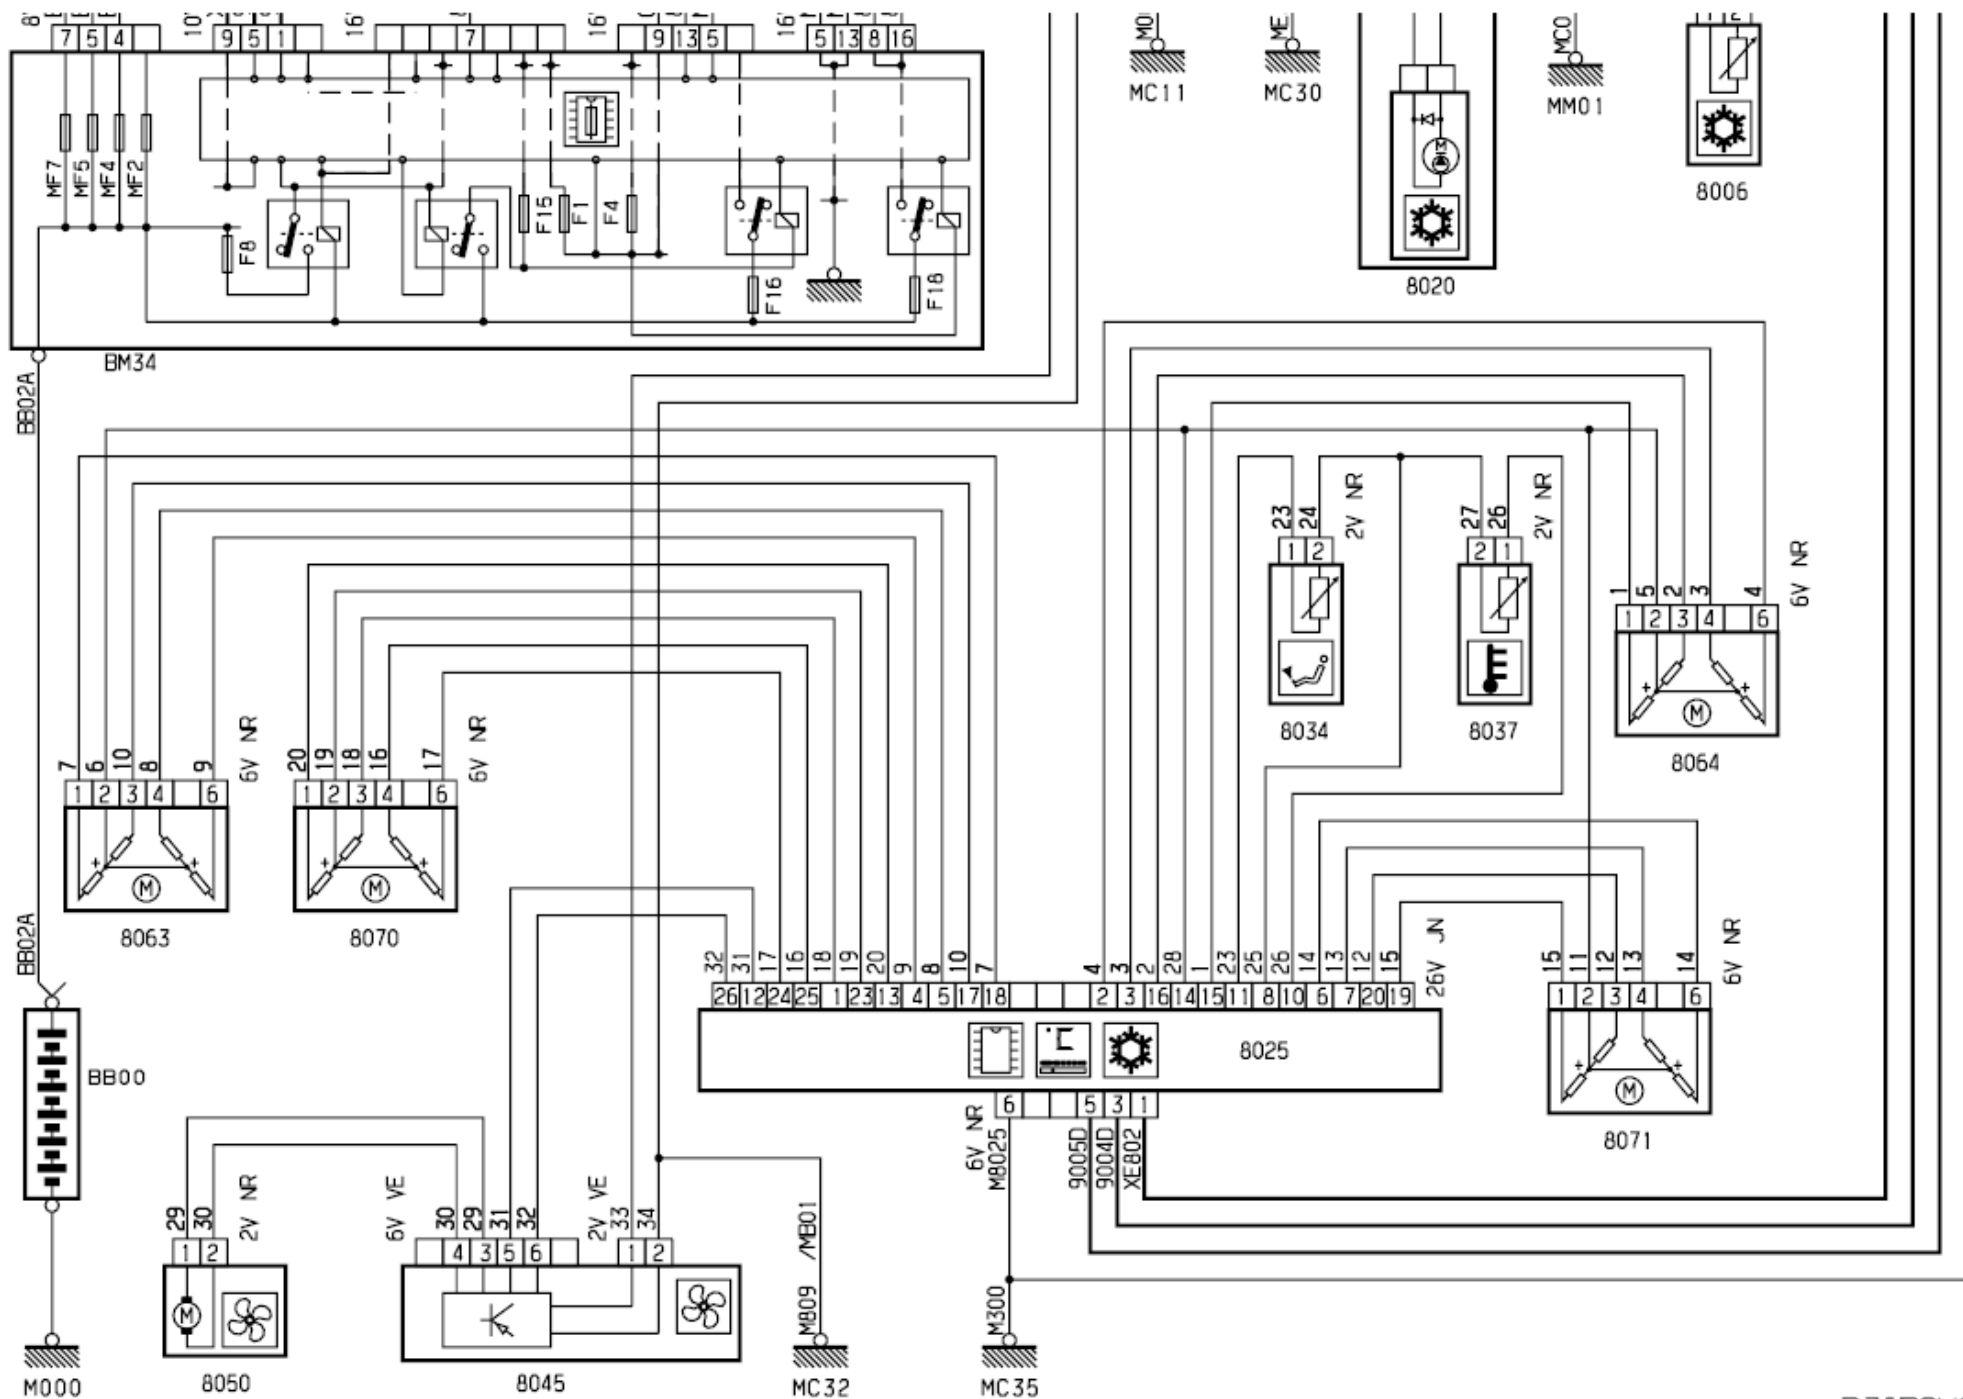 7 5 4
9 5 1
7
9 13 5
5 13 8 16
1 2
MC11
MC30
MM01
8006
8020
MF7 MF5 MF4 MF2
F8
F15 F1 F4
F16
F18
BM34
BB02A
23 24 2V NR
27 26 2V NR
1 2
2 1
8034
8037
1 5 2 3 4 6V NR
1 2 3 4 6
M
8064
7 6 10 8 9 6V NR
1 2 3 4 6
M
8063
20 19 18 16 17 6V NR
1 2 3 4 6
M
8070
BB02A
BB00
32 31 17 16 18 19 20 9 8 10 7 4 3 2 28 1 23 25 26 14 13 12 15 26V JN
26 12 24 25 1 23 13 4 5 17 18 2 3 16 14 15 11 8 10 6 7 20 19
°C
8025
15 11 12 13 14 6V NR
1 2 3 4 6
M
8071
6 5 3 1
6V NR
M8025
9005D
9004D
XE802
29 30 2V NR
1 2
M
8050
6V VE 30 29 31 32
4 3 5 6
2V VE 33 34
1 2
8045
M809 /MB01
MC32
M300
MC35
M000